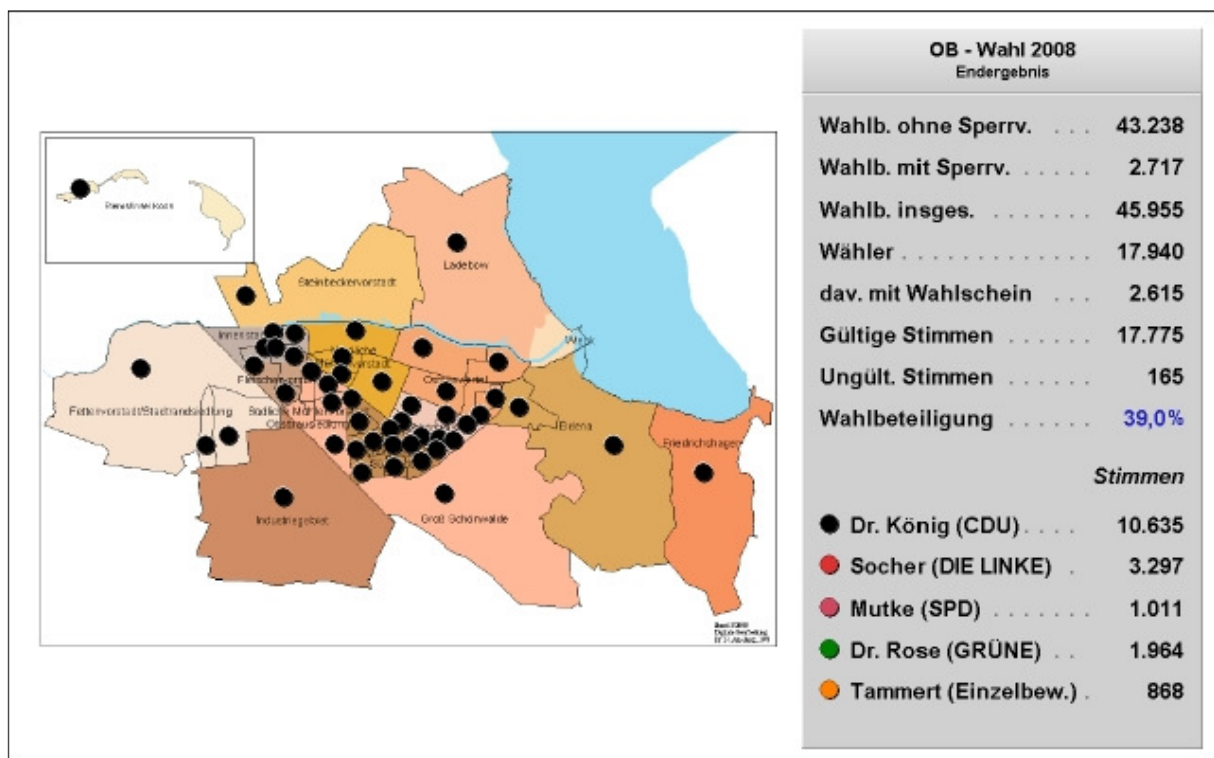 OB - Wahl 2008
Endergebnis
Wahlb. ohne Sperrv. . . . 43.238
Wahlb. mit Sperrv. . . . . . 2.717
Wahlb. insges. . . . . . . . 45.955
Wähler . . . . . . . . . . . . . 17.940
dav. mit Wahlschein . . . 2.615
Gültige Stimmen . . . . 17.775
Ungült. Stimmen . . . . 165
Wahlbeteiligung . . . . . 39,0%
Stimmen
Dr. König (CDU) . . . . 10.635
Socher (DIE LINKE) . 3.297
Mutke (SPD) . . . . . . . 1.011
Dr. Rose (GRÜNE) . . 1.964
Tammert (Einzelbew.) . 868
Ladebow
Steinbeckervorstadt
Wieck
Fettenvorstadt/Stadtrandsiedlung
Eldena
Friedrichshagen
Industriegebiet
Groß Schönwalde